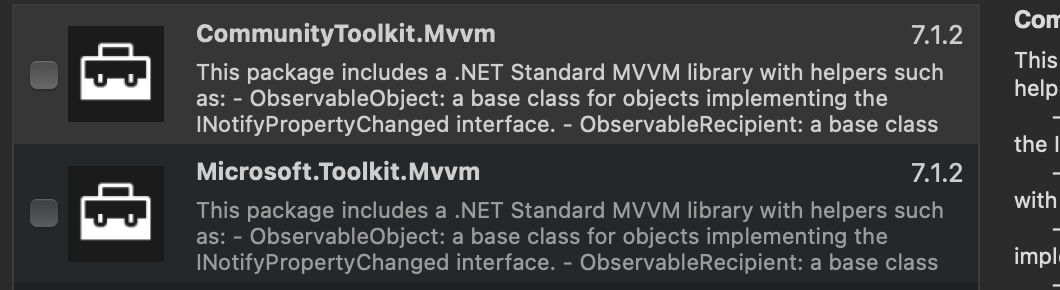 CommunityToolkit.Mvvm 7.1.2
This package includes a .NET Standard MVVM library with helpers such
as: - ObservableObject: a base class for objects implementing the
INotifyPropertyChanged interface. - ObservableRecipient: a base class
Microsoft.Toolkit.Mvvm 7.1.2
This package includes a .NET Standard MVVM library with helpers such
as: - ObservableObject: a base class for objects implementing the
INotifyPropertyChanged interface. - ObservableRecipient: a base class
This
the
with